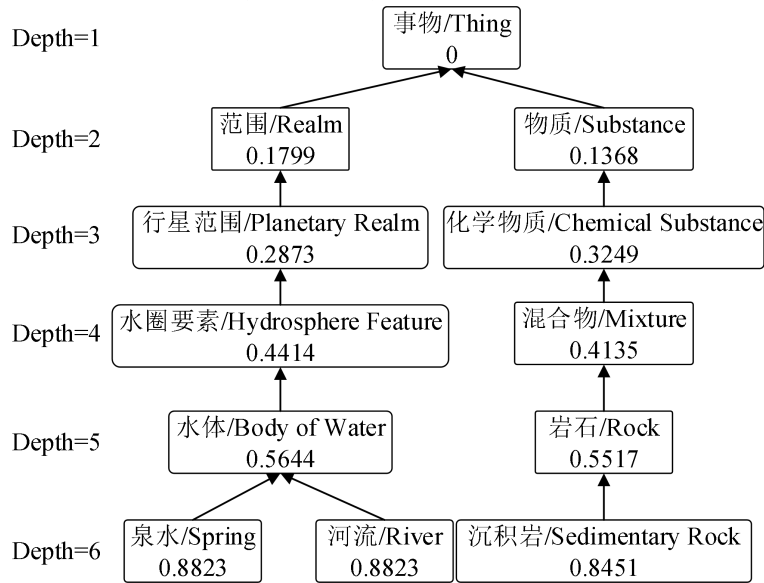 Depth=1
事物/Thing
0
Depth=2
范围/Realm
0.1799
物质/Substance
0.1368
Depth=3
行星范围/Planetary Realm
0.2873
化学物质/Chemical Substance
0.3249
Depth=4
水圈要素/Hydrosphere Feature
0.4414
混合物/Mixture
0.4135
Depth=5
水体/Body of Water
0.5644
岩石/Rock
0.5517
Depth=6
泉水/Spring
0.8823
河流/River
0.8823
沉积岩/Sedimentary Rock
0.8451